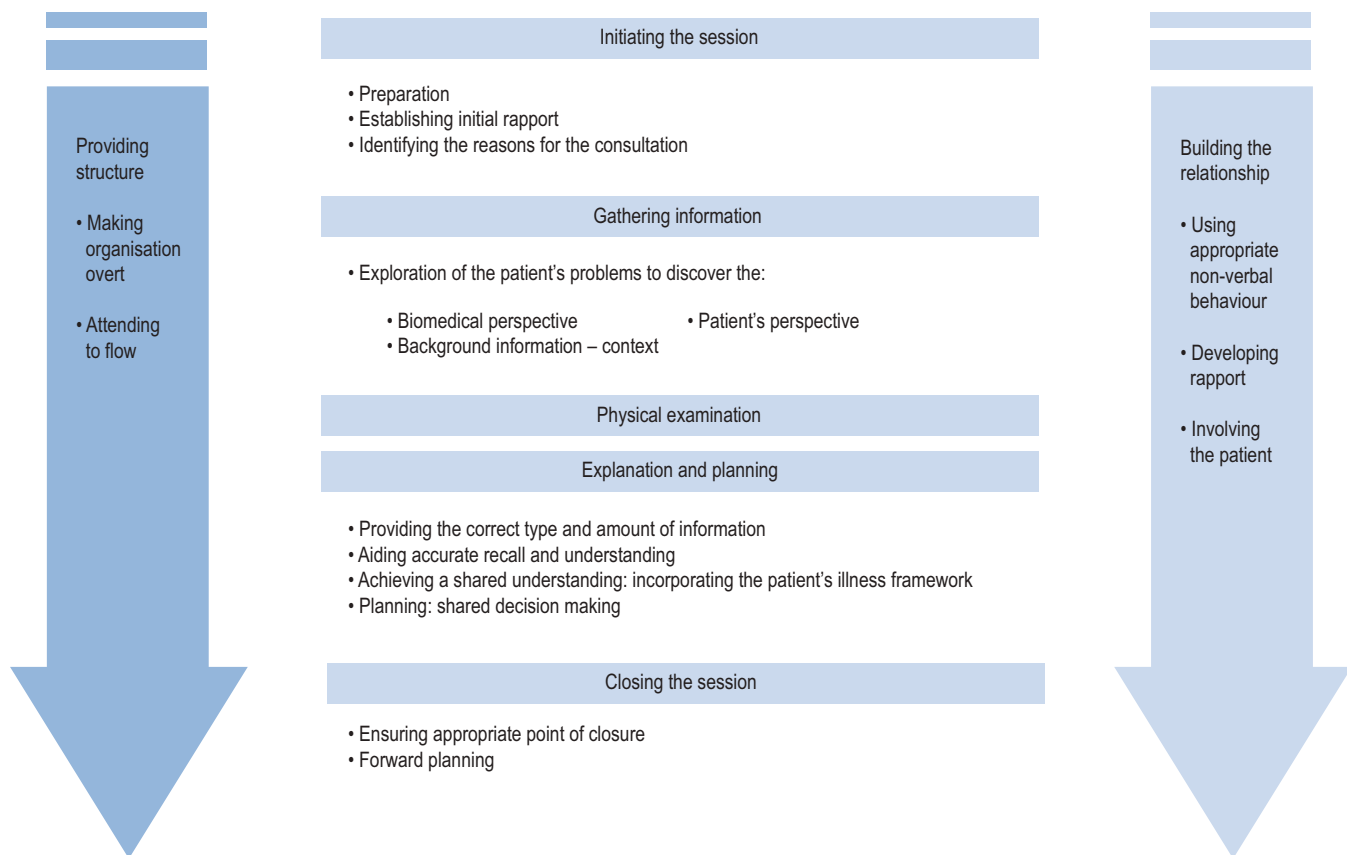 Providing
structure
• Making
organisation
overt
• Attending
to flow
Initiating the session
• Preparation
• Establishing initial rapport
• Identifying the reasons for the consultation
Gathering information
• Exploration of the patient's problems to discover the:
• Biomedical perspective • Patient's perspective
• Background information – context
Physical examination
Explanation and planning
• Providing the correct type and amount of information
• Aiding accurate recall and understanding
• Achieving a shared understanding: incorporating the patient's illness framework
• Planning: shared decision making
Closing the session
• Ensuring appropriate point of closure
• Forward planning
Building the
relationship
• Using
appropriate
non-verbal
behaviour
• Developing
rapport
• Involving
the patient